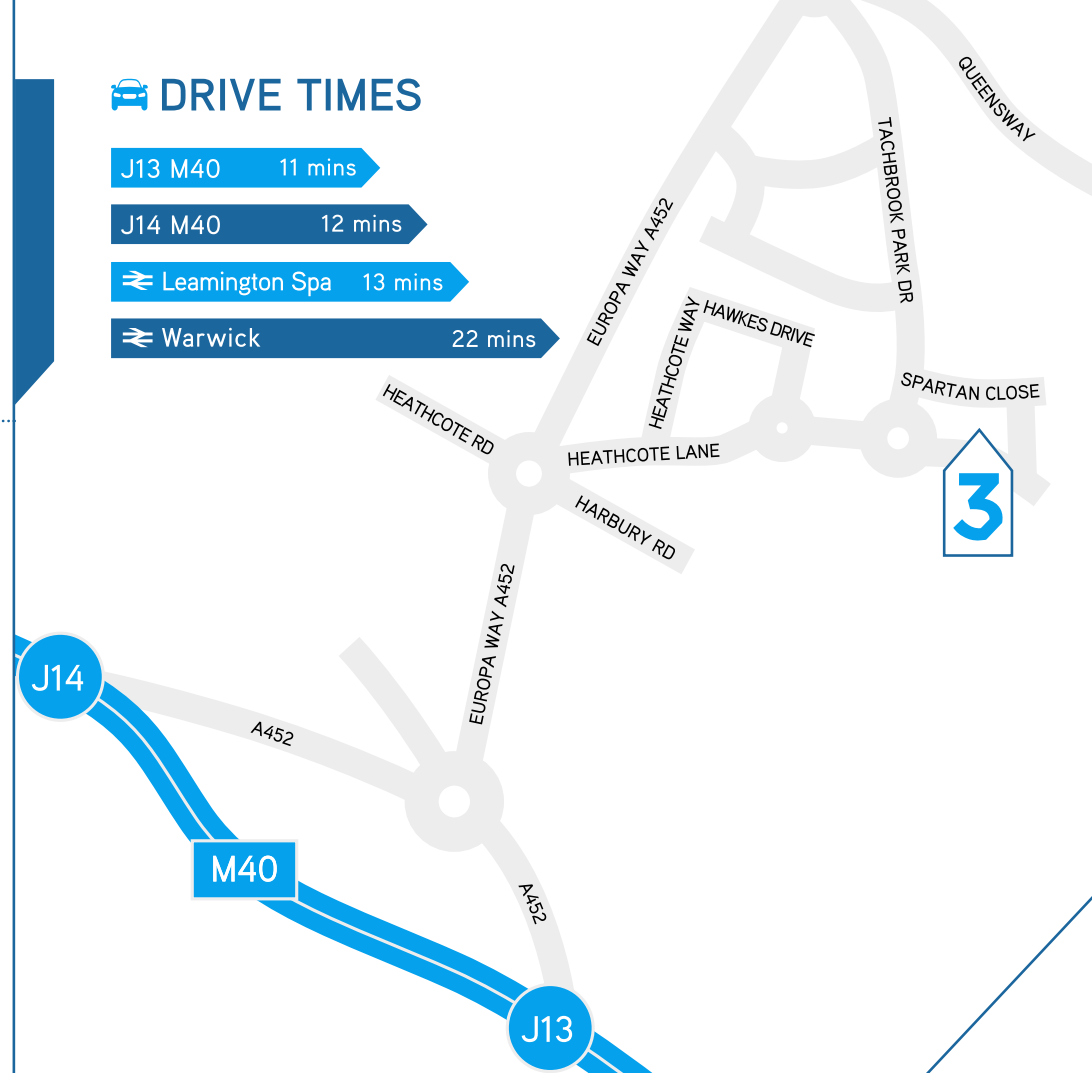 DRIVE TIMES
J13 M40 11 mins
J14 M40 12 mins
Leamington Spa 13 mins
Warwick 22 mins
QUEENSWAY
TACHBROOK PARK DR
EUROPA WAY A452
HAWKES DRIVE
HEATHCOTE WAY
SPARTAN CLOSE
HEATHCOTE RD
HEATHCOTE LANE
3
HARBURY RD
EUROPA WAY A452
J14
A452
M40
A452
J13